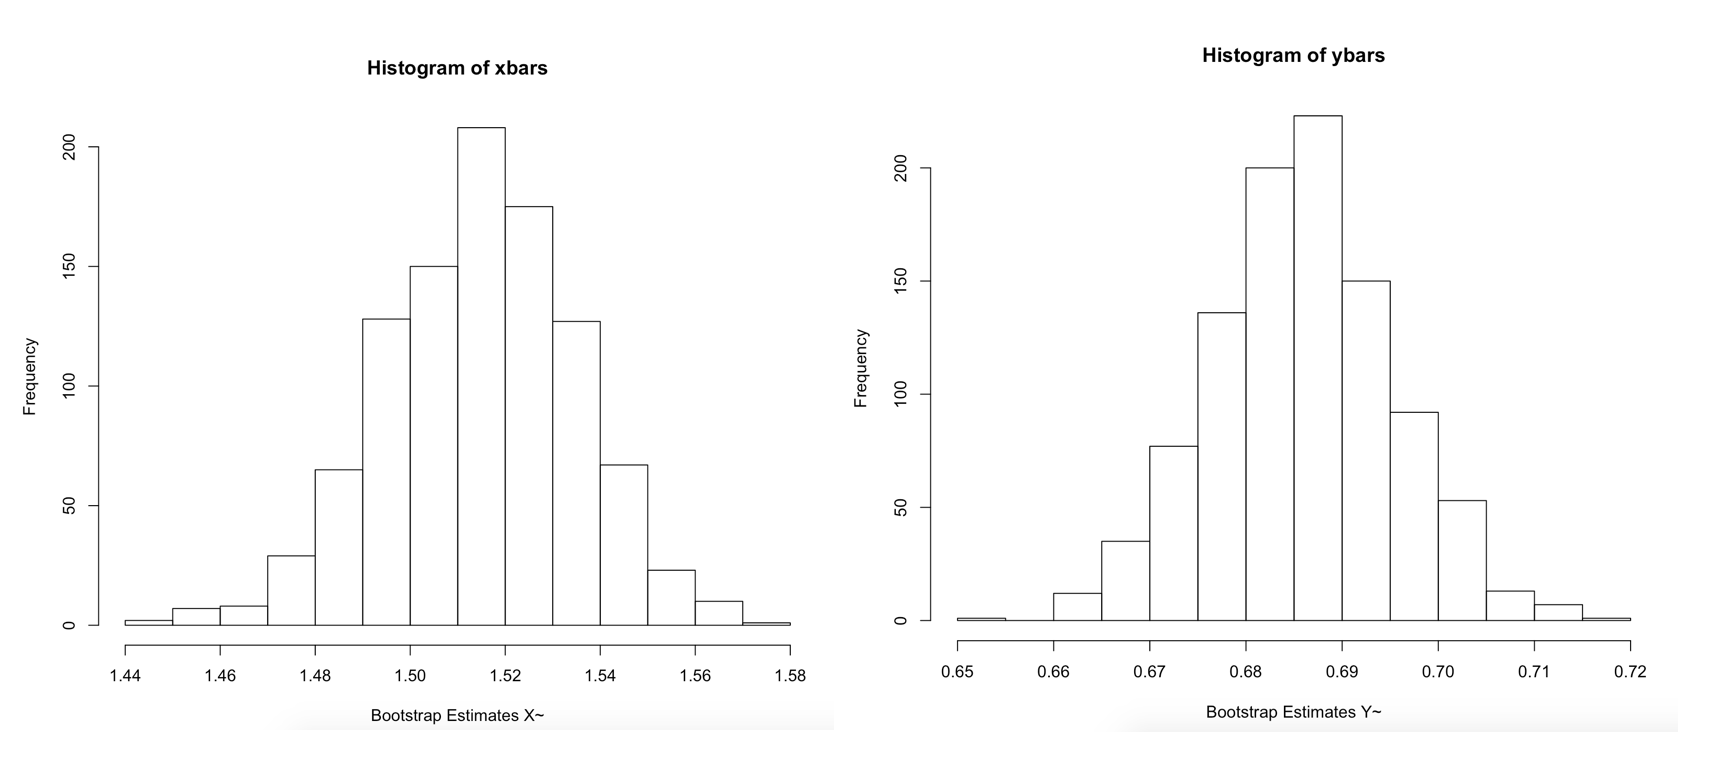 Histogram of xbars
Frequency
200
150
100
50
0
1.44 1.46 1.48 1.50 1.52 1.54 1.56 1.58
Bootstrap Estimates X~
Histogram of ybars
Frequency
200
150
100
50
0
0.65 0.66 0.67 0.68 0.69 0.70 0.71 0.72
Bootstrap Estimates Y~